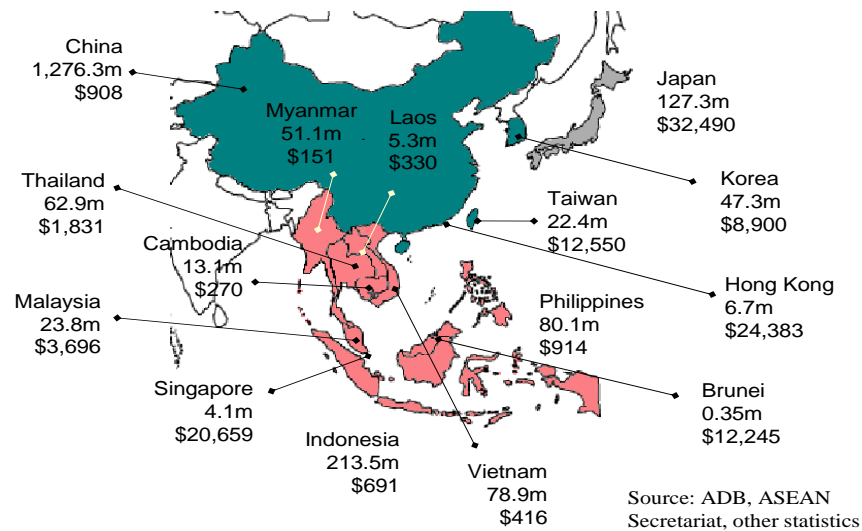 China
1,276.3m
$908
Myanmar
51.1m
$151
Laos
5.3m
$330
Japan
127.3m
$32,490
Thailand
62.9m
$1,831
Korea
47.3m
$8,900
Taiwan
22.4m
$12,550
Cambodia
13.1m
$270
Hong Kong
6.7m
$24,383
Malaysia
23.8m
$3,696
Philippines
80.1m
$914
Singapore
4.1m
$20,659
Brunei
0.35m
$12,245
Indonesia
213.5m
$691
Vietnam
78.9m
$416
Source: ADB, ASEAN
Secretariat, other statistics